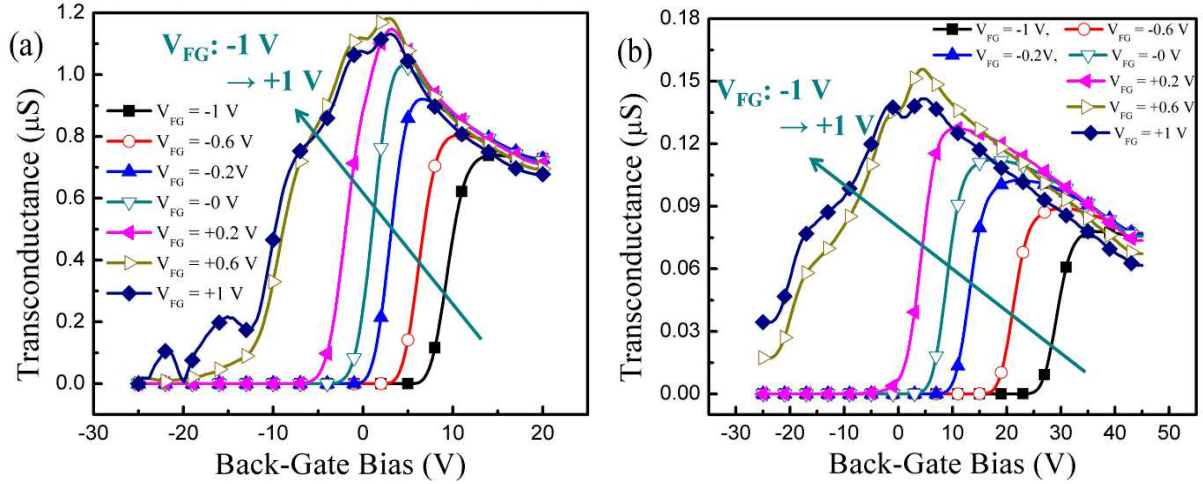 (a)
V_FG: -1 V
→ +1 V
V_FG = -1 V
V_FG = -0.6 V
V_FG = -0.2V
V_FG = -0 V
V_FG = +0.2 V
V_FG = +0.6 V
V_FG = +1 V
Transconductance (μS)
1.2
1.0
0.8
0.6
0.4
0.2
0.0
-30
-20
-10
0
10
20
Back-Gate Bias (V)
(b)
V_FG = -1 V, V_FG = -0.6 V
V_FG = -0.2V, V_FG = -0 V
V_FG = +0.2 V
V_FG = +0.6 V
V_FG = +1 V
V_FG: -1 V
→ +1 V
Transconductance (μS)
0.18
0.15
0.12
0.09
0.06
0.03
0.00
-30
-20
-10
0
10
20
30
40
50
Back-Gate Bias (V)